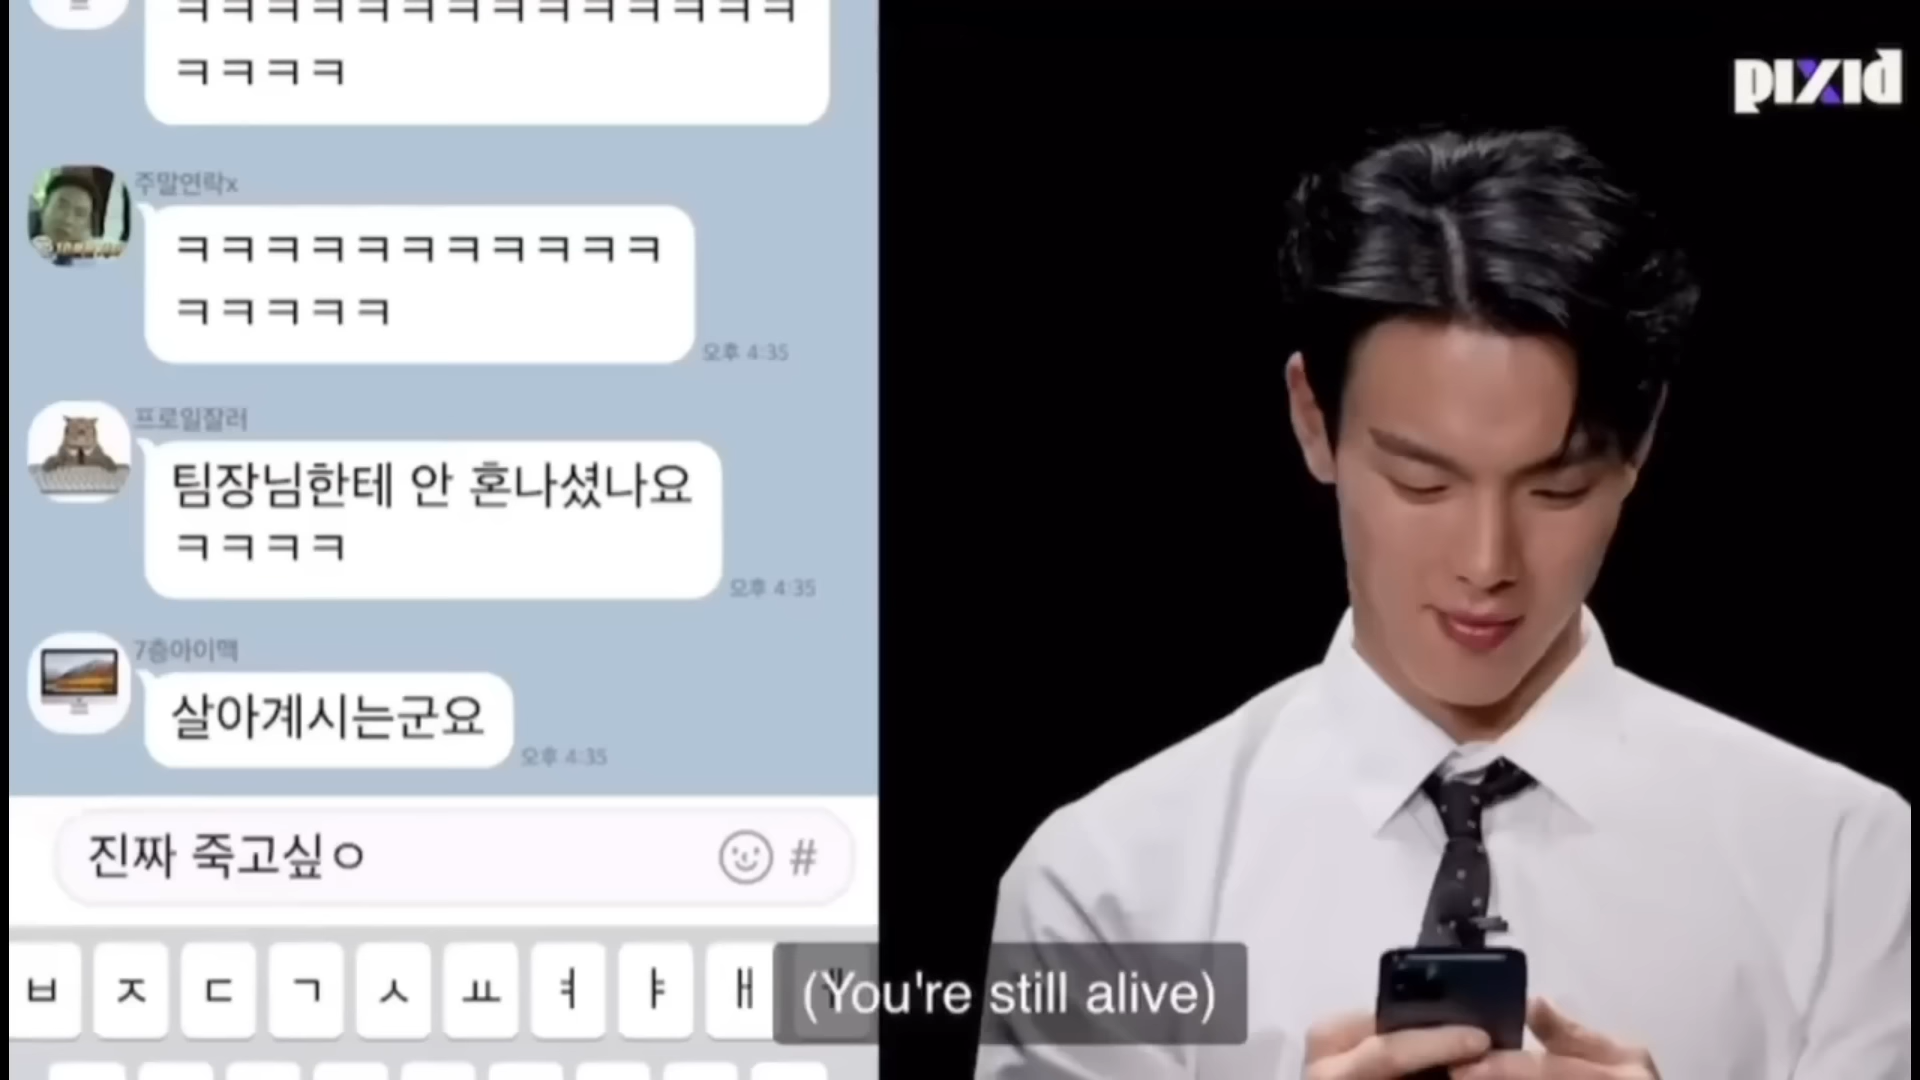 ㅋㅋㅋㅋㅋㅋㅋㅋㅋㅋㅋㅋㅋㅋ
ㅋㅋㅋㅋ
주말연락x
ㅋㅋㅋㅋㅋㅋㅋㅋㅋㅋㅋ
ㅋㅋㅋㅋㅋ
오후 4:35
프로일잘러
팀장님한테 안 혼나셨나요
ㅋㅋㅋㅋ
오후 4:35
7층아이맥
살아계시는군요
오후 4:35
진짜 죽고싶ㅇ
#
ㅂ ㅈ ㄷ ㄱ ㅅ ㅛ ㅕ ㅑ ㅐ ㅔ
(You're still alive)
pixid